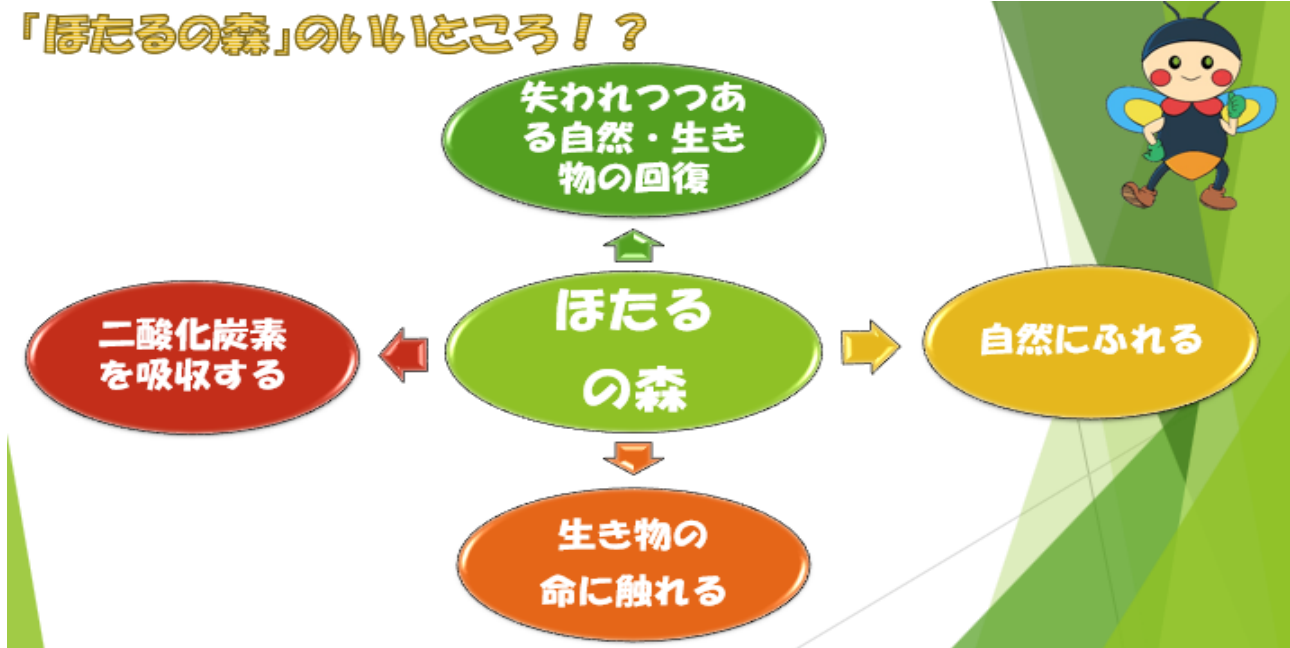 「ほたるの森」のいいところ！？
失われつつあ
る自然・生き
物の回復
二酸化炭素
を吸収する
ほたる
の森
自然にふれる
生き物の
命に触れる